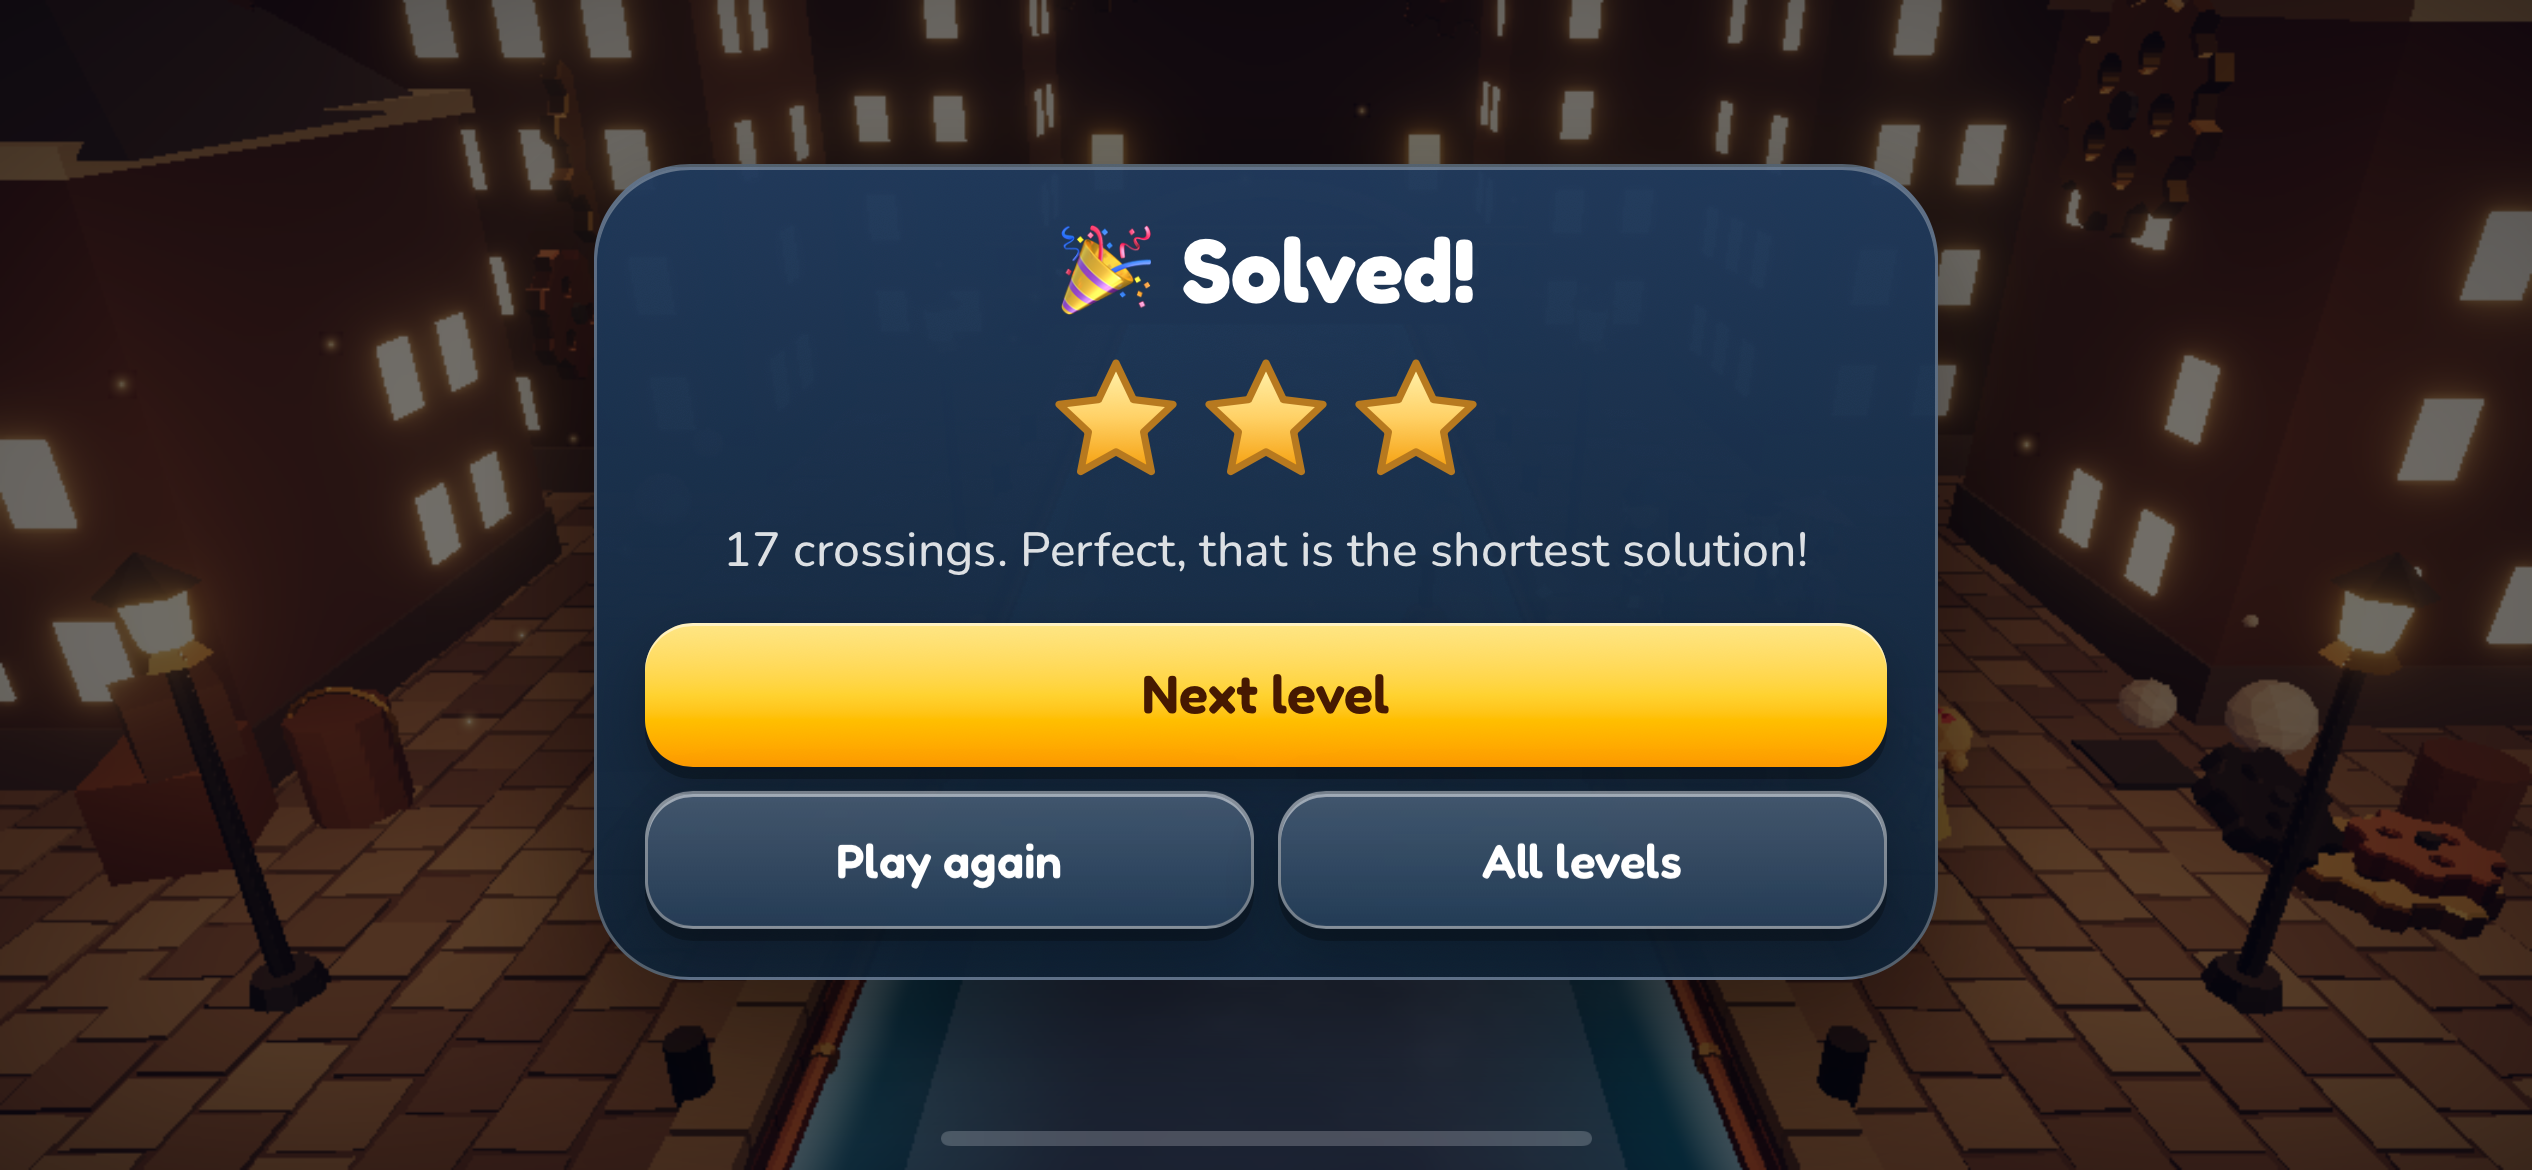 🎉 Solved!
17 crossings. Perfect, that is the shortest solution!
Next level
Play again
All levels